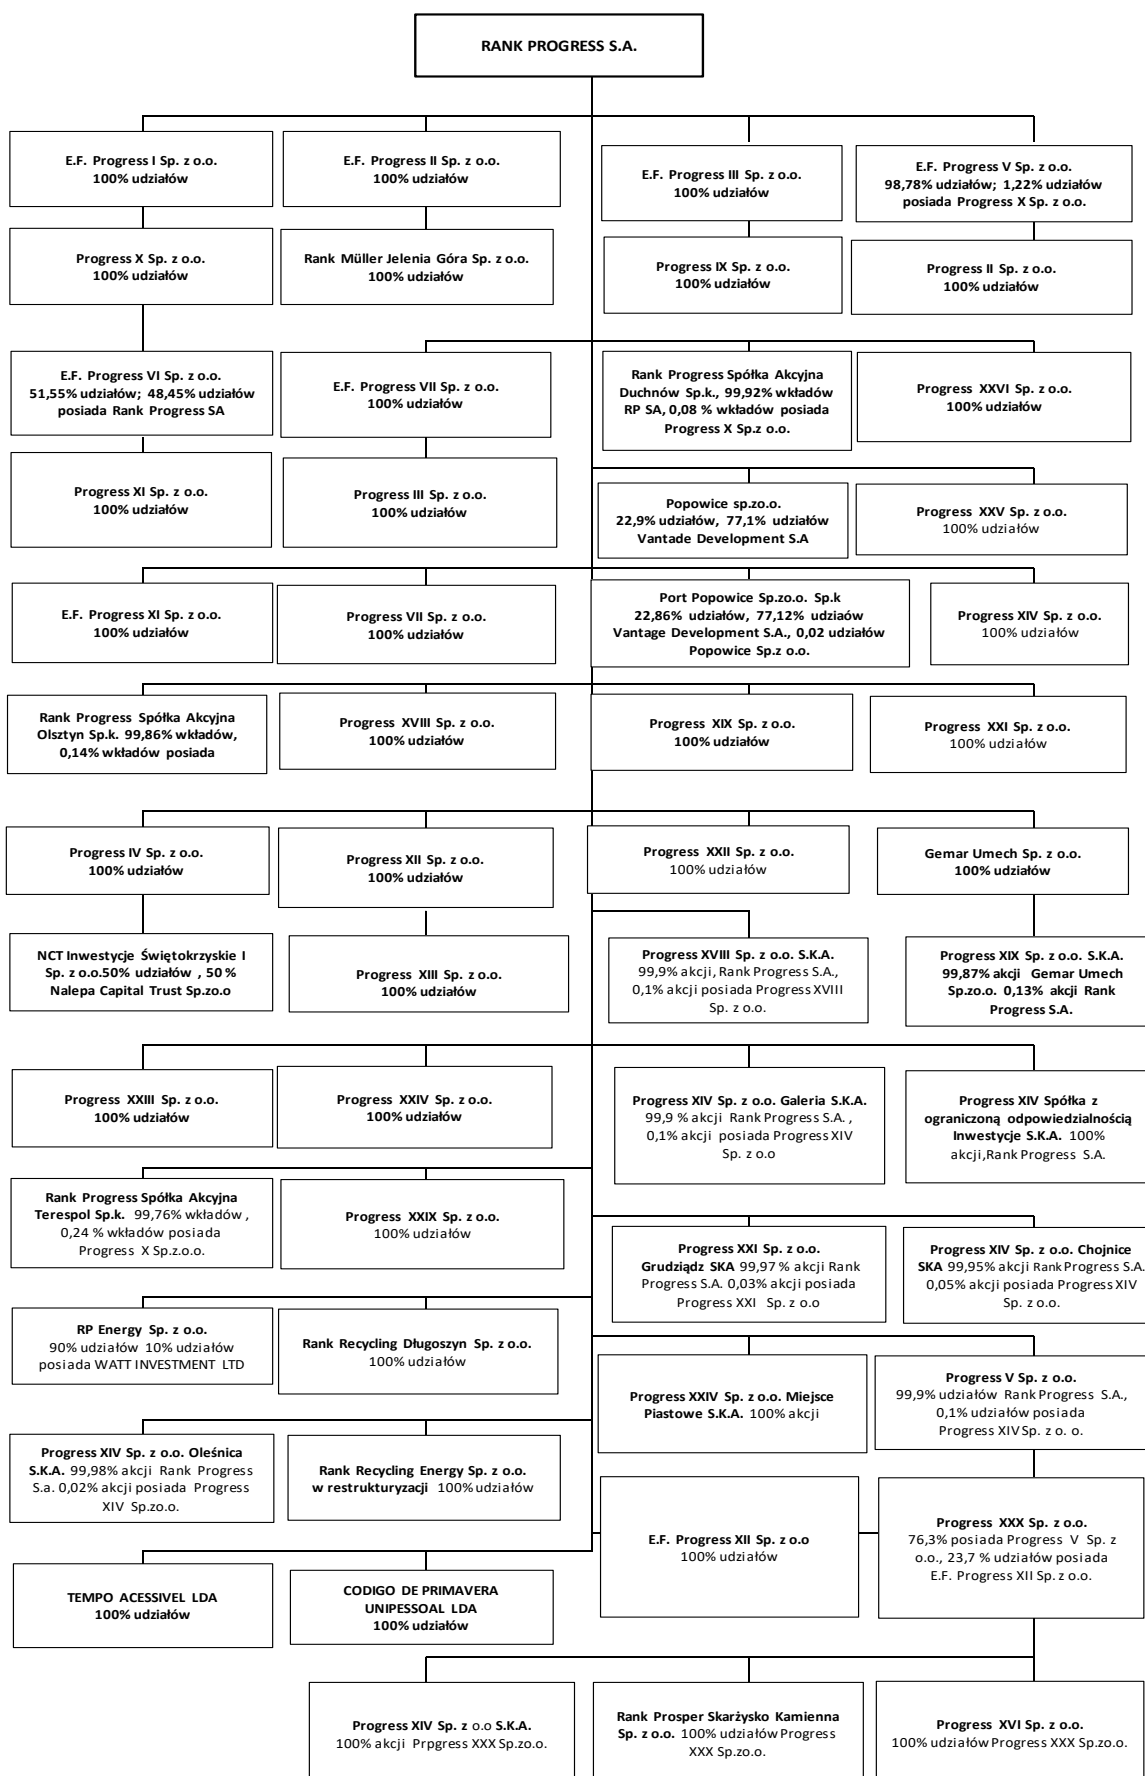 RANK PROGRESS S.A.
E.F. Progress I Sp. z o.o.
100% udziałów
E.F. Progress II Sp. z o.o.
100% udziałów
E.F. Progress III Sp. z o.o.
100% udziałów
E.F. Progress V Sp. z o.o.
98,78% udziałów; 1,22% udziałów
posiada Progress X Sp. z o.o.
Progress X Sp. z o.o.
100% udziałów
Rank Müller Jelenia Góra Sp. z o.o.
100% udziałów
Progress IX Sp. z o.o.
100% udziałów
Progress II Sp. z o.o.
100% udziałów
E.F. Progress VI Sp. z o.o.
51,55% udziałów; 48,45% udziałów
posiada Rank Progress SA
E.F. Progress VII Sp. z o.o.
100% udziałów
Rank Progress Spółka Akcyjna
Duchnów Sp.k., 99,92% wkładów
RP SA, 0,08 % wkładów posiada
Progress X Sp.z o.o.
Progress XXVI Sp. z o.o.
100% udziałów
Progress XI Sp. z o.o.
100% udziałów
Progress III Sp. z o.o.
100% udziałów
Popowice sp.zo.o.
22,9% udziałów, 77,1% udziałów
Vantade Development S.A
Progress XXV Sp. z o.o.
100% udziałów
E.F. Progress XI Sp. z o.o.
100% udziałów
Progress VII Sp. z o.o.
100% udziałów
Port Popowice Sp.zo.o. Sp.k
22,86% udziałów, 77,12% udziaów
Vantage Development S.A., 0,02 udziałów
Popowice Sp.z o.o.
Progress XIV Sp. z o.o.
100% udziałów
Rank Progress Spółka Akcyjna
Olsztyn Sp.k. 99,86% wkładów,
0,14% wkładów posiada
Progress XVIII Sp. z o.o.
100% udziałów
Progress XIX Sp. z o.o.
100% udziałów
Progress XXI Sp. z o.o.
100% udziałów
Progress IV Sp. z o.o.
100% udziałów
Progress XII Sp. z o.o.
100% udziałów
Progress XXII Sp. z o.o.
100% udziałów
Gemar Umech Sp. z o.o.
100% udziałów
NCT Inwestycje Świętokrzyskie I
Sp. z o.o.50% udziałów , 50 %
Nalepa Capital Trust Sp.zo.o
Progress XIII Sp. z o.o.
100% udziałów
Progress XVIII Sp. z o.o. S.K.A.
99,9% akcji, Rank Progress S.A.,
0,1% akcji posiada Progress XVIII
Sp. z o.o.
Progress XIX Sp. z o.o. S.K.A.
99,87% akcji Gemar Umech
Sp.zo.o. 0,13% akcji Rank
Progress S.A.
Progress XXIII Sp. z o.o.
100% udziałów
Progress XXIV Sp. z o.o.
100% udziałów
Progress XIV Sp. z o.o. Galeria S.K.A.
99,9 % akcji Rank Progress S.A. ,
0,1% akcji posiada Progress XIV
Sp. z o.o
Progress XIV Spółka z
ograniczoną odpowiedzialnością
Inwestycje S.K.A. 100%
akcji,Rank Progress S.A.
Rank Progress Spółka Akcyjna
Terespol Sp.k. 99,76% wkładów ,
0,24 % wkładów posiada
Progress X Sp.z.o.o.
Progress XXIX Sp. z o.o.
100% udziałów
Progress XXI Sp. z o.o.
Grudziądz SKA 99,97 % akcji Rank
Progress S.A. 0,03% akcji posiada
Progress XXI Sp. z o.o
Progress XIV Sp. z o.o. Chojnice
SKA 99,95% akcji Rank Progress S.A.
0,05% akcji posiada Progress XIV
Sp. z o.o.
RP Energy Sp. z o.o.
90% udziałów 10% udziałów
posiada WATT INVESTMENT LTD
Rank Recycling Długoszyn Sp. z o.o.
100% udziałów
Progress XXIV Sp. z o.o. Miejsce
Piastowe S.K.A. 100% akcji
Progress V Sp. z o.o.
99,9% udziałów Rank Progress S.A.,
0,1% udziałów posiada
Progress XIV Sp. z o. o.
Progress XIV Sp. z o.o. Oleśnica
S.K.A. 99,98% akcji Rank Progress
S.a. 0,02% akcji posiada Progress
XIV Sp.zo.o.
Rank Recycling Energy Sp. z o.o.
w restrukturyzacji 100% udziałów
E.F. Progress XII Sp. z o.o
100% udziałów
Progress XXX Sp. z o.o.
76,3% posiada Progress V Sp. z
o.o., 23,7 % udziałów posiada
E.F. Progress XII Sp. z o.o.
TEMPO ACESSIVEL LDA
100% udziałów
CODIGO DE PRIMAVERA
UNIPESSOAL LDA
100% udziałów
Progress XIV Sp. z o.o S.K.A.
100% akcji Prpgress XXX Sp.zo.o.
Rank Prosper Skarżysko Kamienna
Sp. z o.o. 100% udziałów Progress
XXX Sp.zo.o.
Progress XVI Sp. z o.o.
100% udziałów Progress XXX Sp.zo.o.